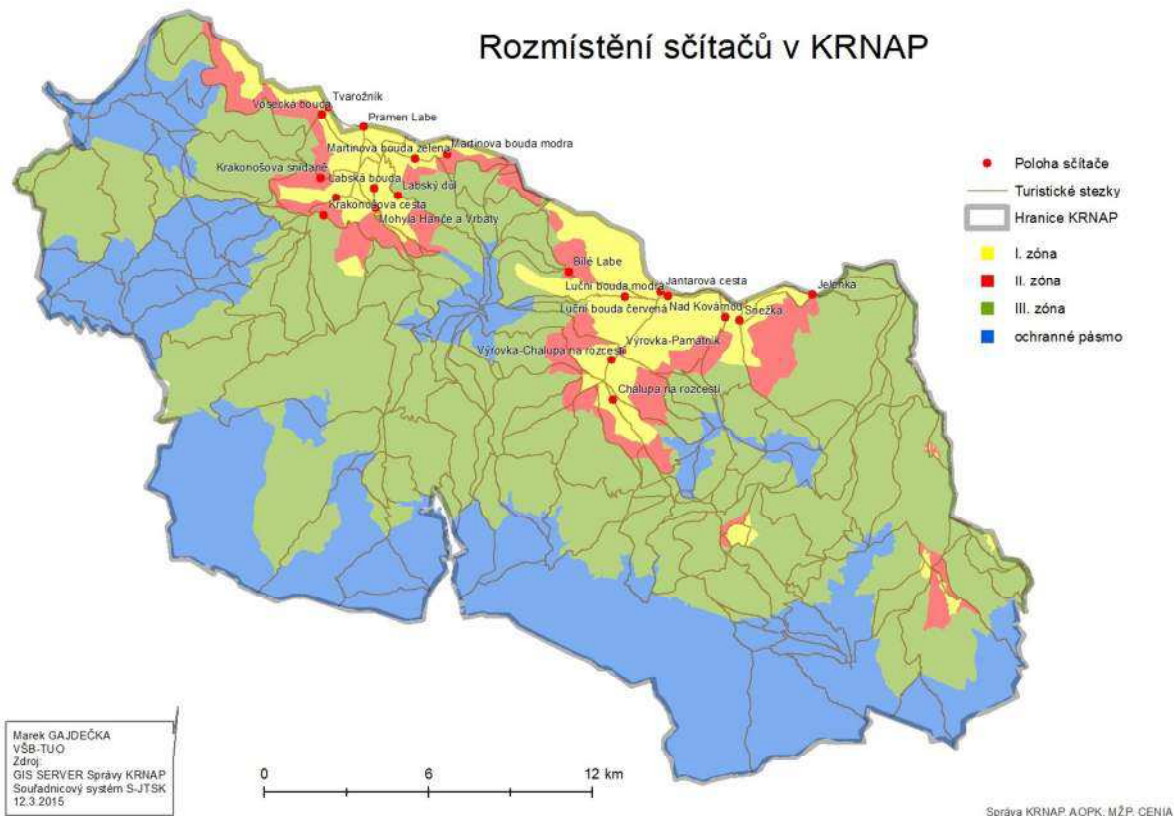 Rozmístění sčítačů v KRNAP
Tvarožník
Vosecká bouda
Pramen Labe
Martinova bouda zelena
Martinova bouda modra
Krakonošova snídaně
Labská bouda
Labský důl
Krakonošova cesta
Mohyla Hanče a Vrbaty
Bílé Labe
Jantarová cesta
Luční bouda modrá
Jelenka
Luční bouda červená
Nad Kovárnou
Sněžka
Výrovka-Památník
Výrovka-Chalupa na rozcestí
Chalupa na rozcestí
Poloha sčítače
Turistické stezky
Hranice KRNAP
I. zóna
II. zóna
III. zóna
ochranné pásmo
Marek GAJDEČKA
VŠB-TUO
Zdroj:
GIS SERVER Správy KRNAP
Souřadnicový systém S-JTSK
12.3.2015
0 6 12 km
Správa KRNAP, AOPK, MŽP, CENIA